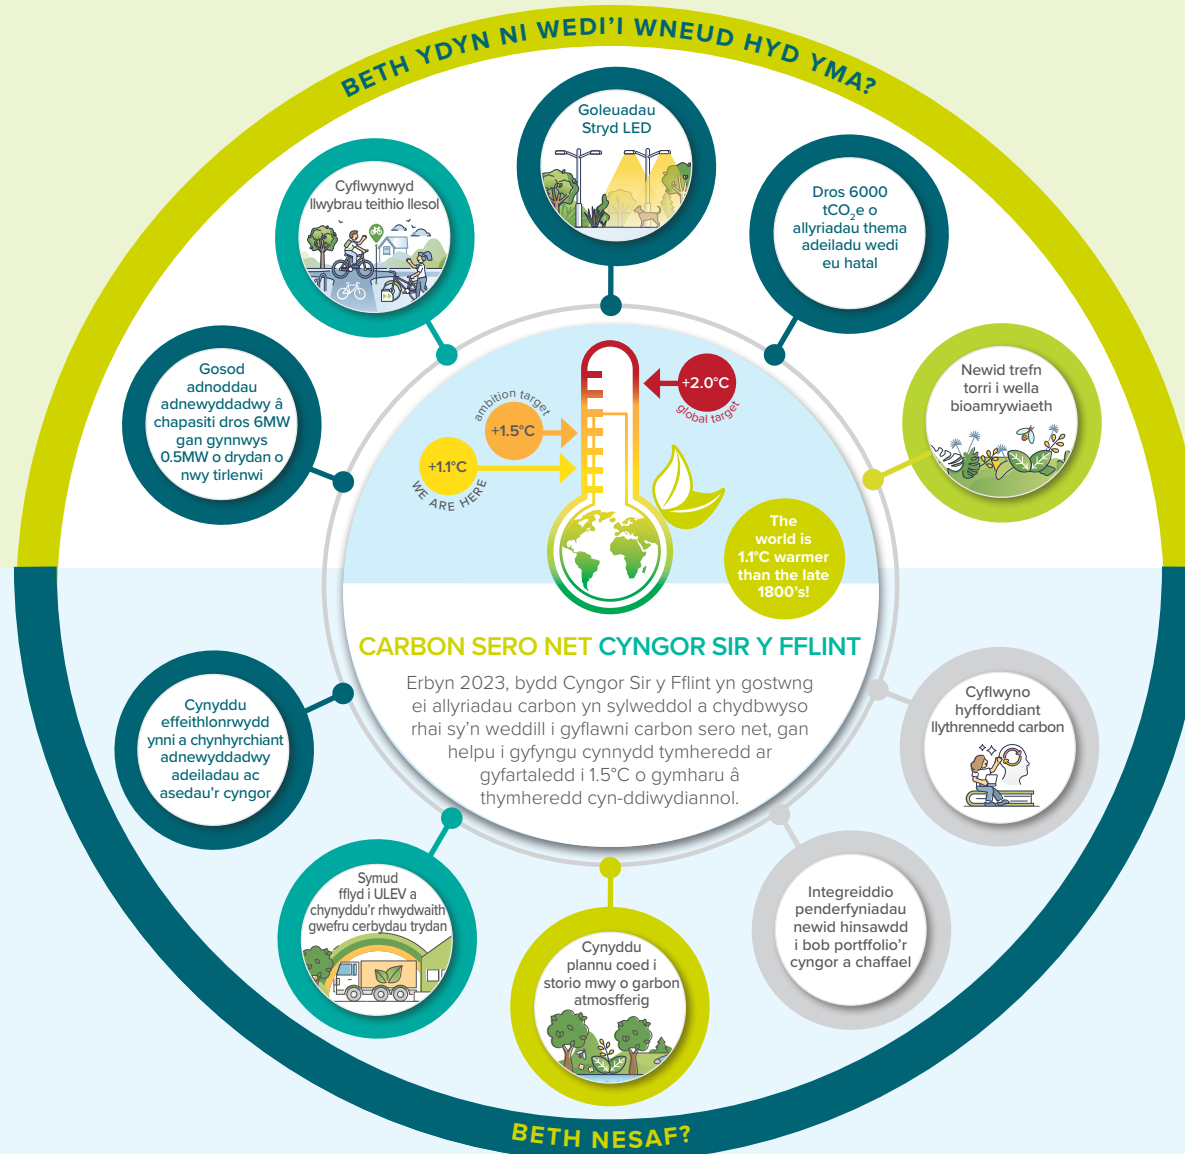 BETH YDYN NI WEDI'I WNEUD HYD YMA?
Goleuadau
Stryd LED
Cyflwynwyd
llwybrau teithio llesol
Dros 6000
tCO₂e o
allyriadau thema
adeiladu wedi
eu hatal
Gosod
adnoddau
adnewyddadwy â
chapasiti dros 6MW
gan gynnwys
0.5MW o drydan o
nwy tirlenwi
Newid trefn
torri i wella
bioamrywiaeth
+2.0°C
global target
ambition target
+1.5°C
+1.1°C
WE ARE HERE
The
world is
1.1°C warmer
than the late
1800's!
CARBON SERO NET CYNGOR SIR Y FFLINT
Erbyn 2023, bydd Cyngor Sir y Fflint yn gostwng
ei allyriadau carbon yn sylweddol a chydbwyso
rhai sy'n weddill i gyflawni carbon sero net, gan
helpu i gyfyngu cynnydd tymheredd ar
gyfartaledd i 1.5°C o gymharu â
thymheredd cyn-ddiwydiannol.
Cynyddu
effeithlonrwydd
ynni a chynhyrchiant
adnewyddadwy
adeiladau ac
asedau'r cyngor
Cyflwyno
hyfforddiant
llythrennedd carbon
Symud
fflyd i ULEV a
chynyddu'r rhwydwaith
gwefru cerbydau trydan
Cynyddu
plannu coed i
storio mwy o garbon
atmosfferig
Integreiddio
penderfyniadau
newid hinsawdd
i bob portffolio'r
cyngor a chaffael
BETH NESAF?